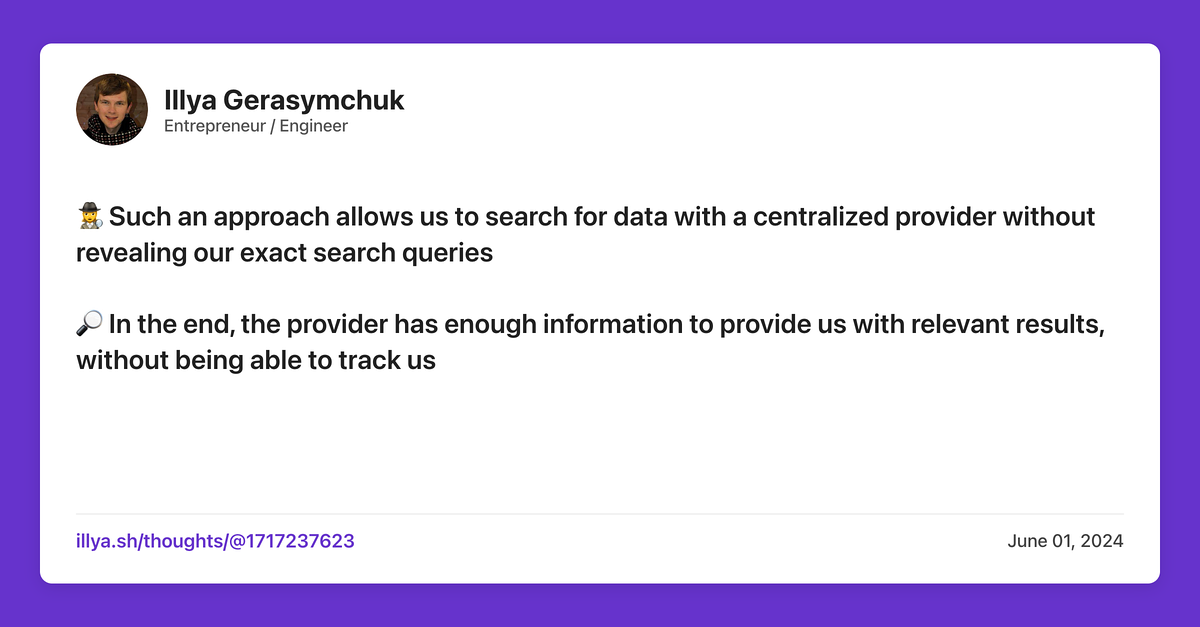 Illya Gerasymchuk
Entrepreneur / Engineer
🕵️‍♀️ Such an approach allows us to search for data with a centralized provider without
revealing our exact search queries
🔎 In the end, the provider has enough information to provide us with relevant results,
without being able to track us
illya.sh/thoughts/@1717237623
June 01, 2024